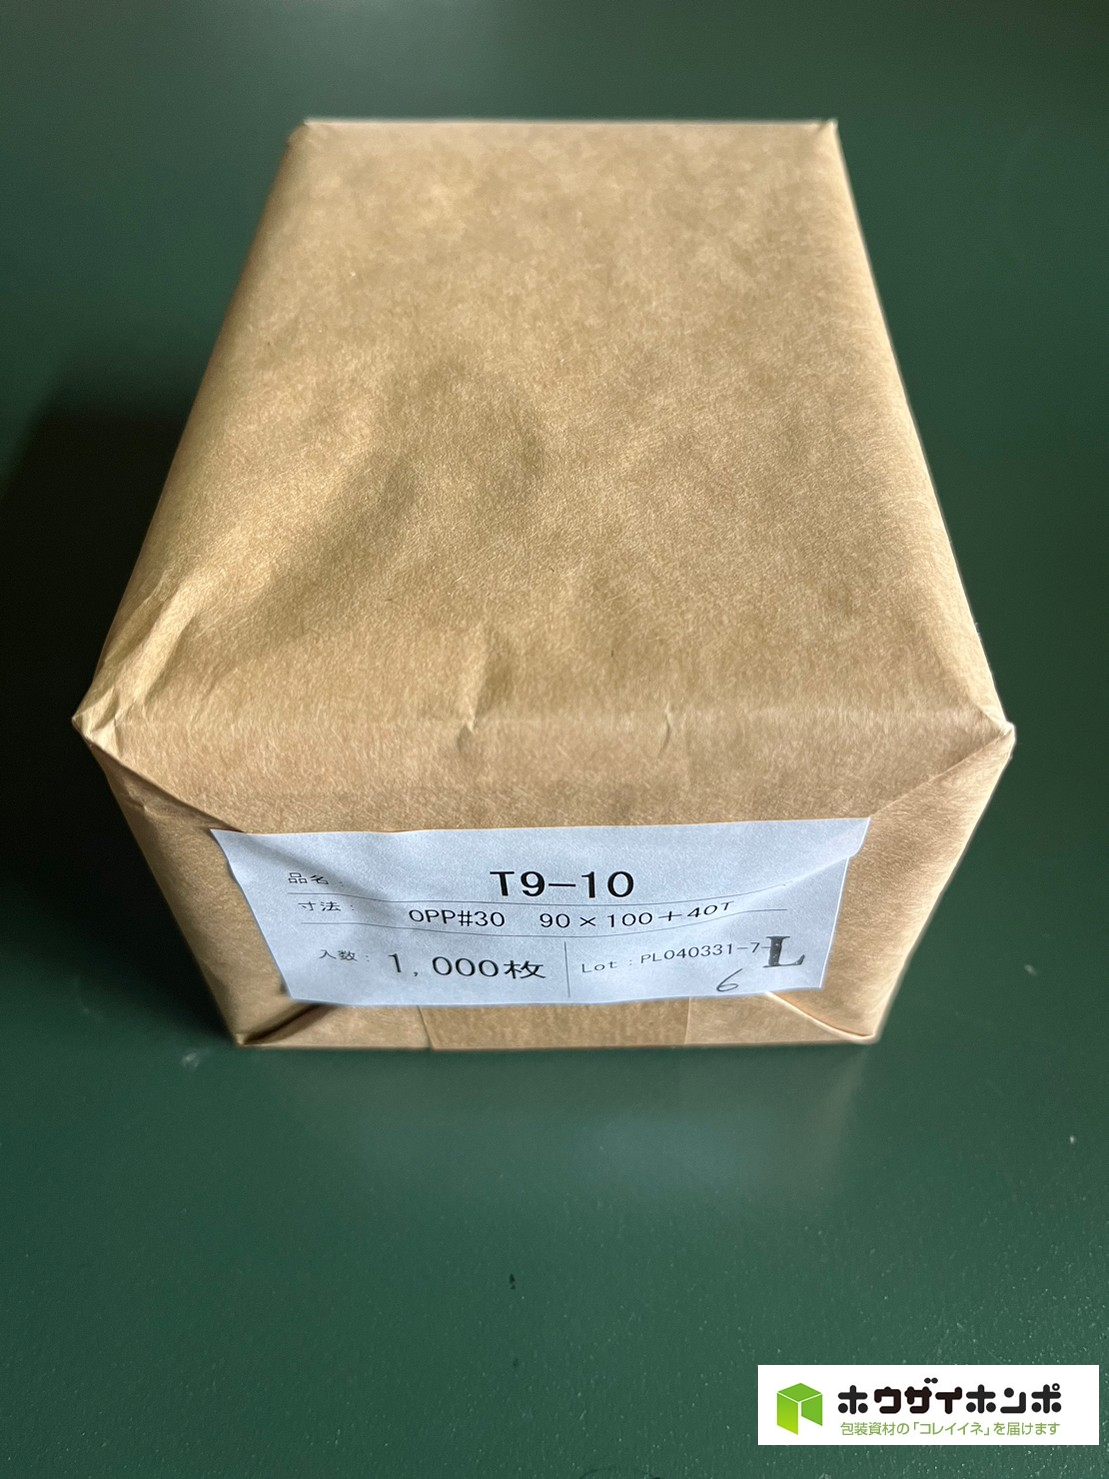 品名: T9-10
寸法: OPP#30 90×100+40T
入数: 1,000枚 Lot : PL040331-7-L
6
ホウザイホンポ
包装資材の「コレイイネ」を届けます